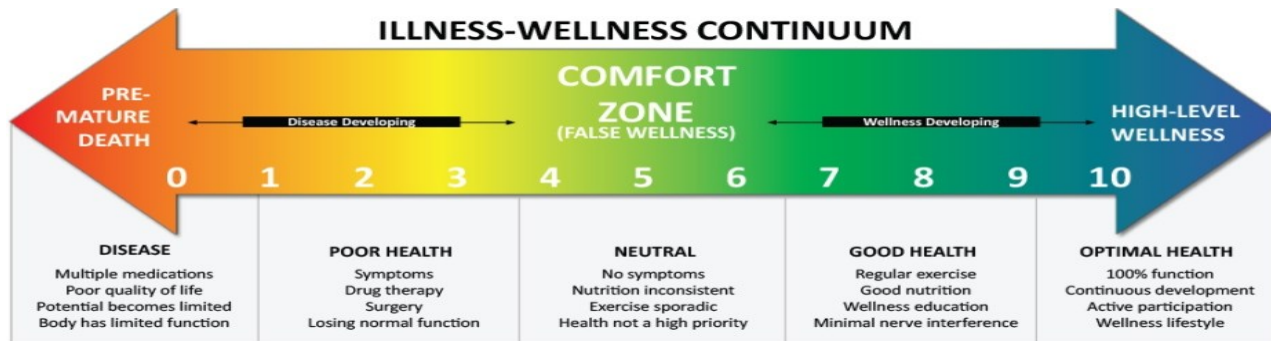 ILLNESS-WELLNESS CONTINUUM
PRE-
MATURE
DEATH
Disease Developing
COMFORT
ZONE
(FALSE WELLNESS)
Wellness Developing
HIGH-LEVEL
WELLNESS
0 1 2 3 4 5 6 7 8 9 10
DISEASE
Multiple medications
Poor quality of life
Potential becomes limited
Body has limited function
POOR HEALTH
Symptoms
Drug therapy
Surgery
Losing normal function
NEUTRAL
No symptoms
Nutrition inconsistent
Exercise sporadic
Health not a high priority
GOOD HEALTH
Regular exercise
Good nutrition
Wellness education
Minimal nerve interference
OPTIMAL HEALTH
100% function
Continuous development
Active participation
Wellness lifestyle